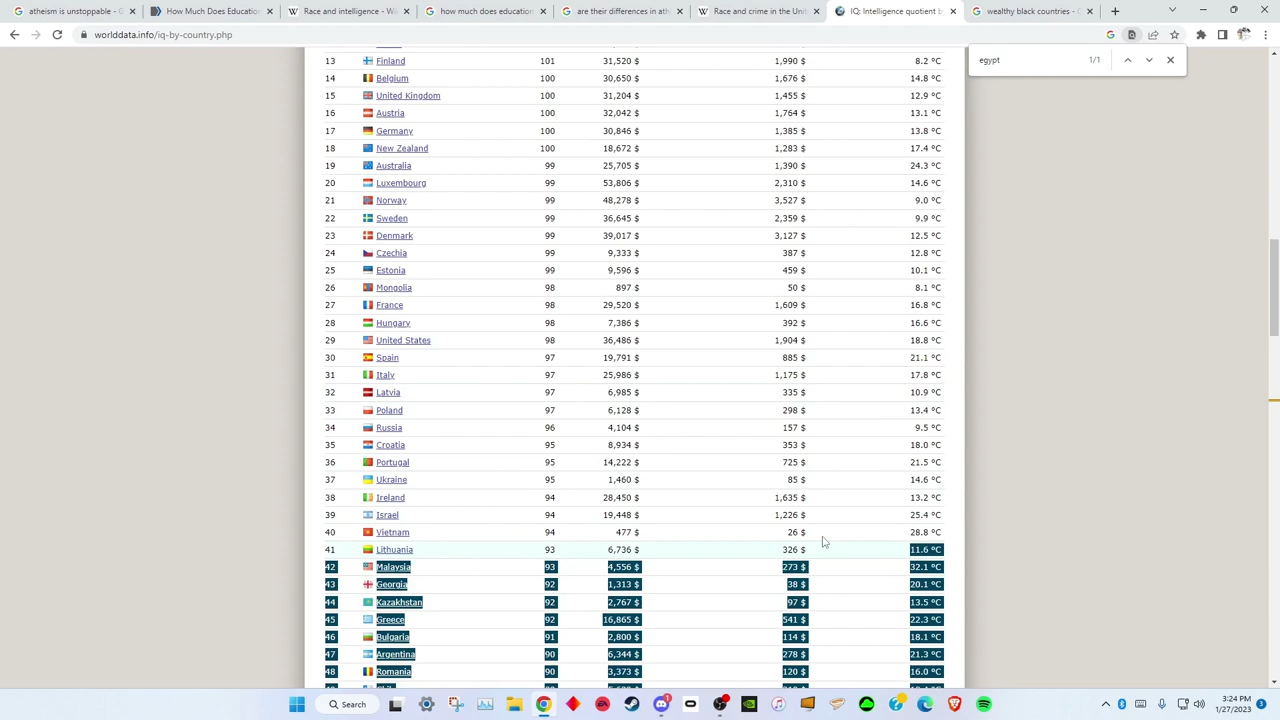 atheism is unstoppable - Google
How Much Does Education
Race and intelligence - W
how much does education
are their differences in ath
Race and crime in the Unit
IQ: Intelligence quotient
wealthy black countries - G
worlddata.info/iq-by-country.php
egypt 1/1
13 Finland 101 31,520 $ 1,990 $ 8.2 °C
14 Belgium 100 30,650 $ 1,676 $ 14.8 °C
15 United Kingdom 100 31,204 $ 1,455 $ 12.9 °C
16 Austria 100 32,042 $ 1,764 $ 13.1 °C
17 Germany 100 30,846 $ 1,385 $ 13.8 °C
18 New Zealand 100 18,672 $ 1,283 $ 17.4 °C
19 Australia 99 25,705 $ 1,390 $ 24.3 °C
20 Luxembourg 99 53,806 $ 2,310 $ 14.6 °C
21 Norway 99 48,278 $ 3,527 $ 9.0 °C
22 Sweden 99 36,645 $ 2,359 $ 9.9 °C
23 Denmark 99 39,017 $ 3,127 $ 12.5 °C
24 Czechia 99 9,333 $ 387 $ 12.8 °C
25 Estonia 99 9,596 $ 459 $ 10.1 °C
26 Mongolia 98 897 $ 50 $ 8.1 °C
27 France 98 29,520 $ 1,609 $ 16.8 °C
28 Hungary 98 7,386 $ 392 $ 16.6 °C
29 United States 98 36,486 $ 1,904 $ 18.8 °C
30 Spain 97 19,791 $ 885 $ 21.1 °C
31 Italy 97 25,986 $ 1,175 $ 17.8 °C
32 Latvia 97 6,985 $ 335 $ 10.9 °C
33 Poland 97 6,128 $ 298 $ 13.4 °C
34 Russia 96 4,104 $ 157 $ 9.5 °C
35 Croatia 95 8,934 $ 353 $ 18.0 °C
36 Portugal 95 14,222 $ 725 $ 21.5 °C
37 Ukraine 95 1,460 $ 85 $ 14.6 °C
38 Ireland 94 28,450 $ 1,635 $ 13.2 °C
39 Israel 94 19,448 $ 1,226 $ 25.4 °C
40 Vietnam 94 477 $ 26 $ 28.8 °C
41 Lithuania 93 6,736 $ 326 $ 11.6 °C
42 Malaysia 93 4,556 $ 273 $ 32.1 °C
43 Georgia 92 1,313 $ 38 $ 20.1 °C
44 Kazakhstan 92 2,767 $ 97 $ 13.5 °C
45 Greece 92 16,865 $ 541 $ 22.3 °C
46 Bulgaria 91 2,800 $ 114 $ 18.1 °C
47 Argentina 90 6,344 $ 278 $ 21.3 °C
48 Romania 90 3,373 $ 120 $ 16.0 °C
Search
3:24 PM
1/27/2023